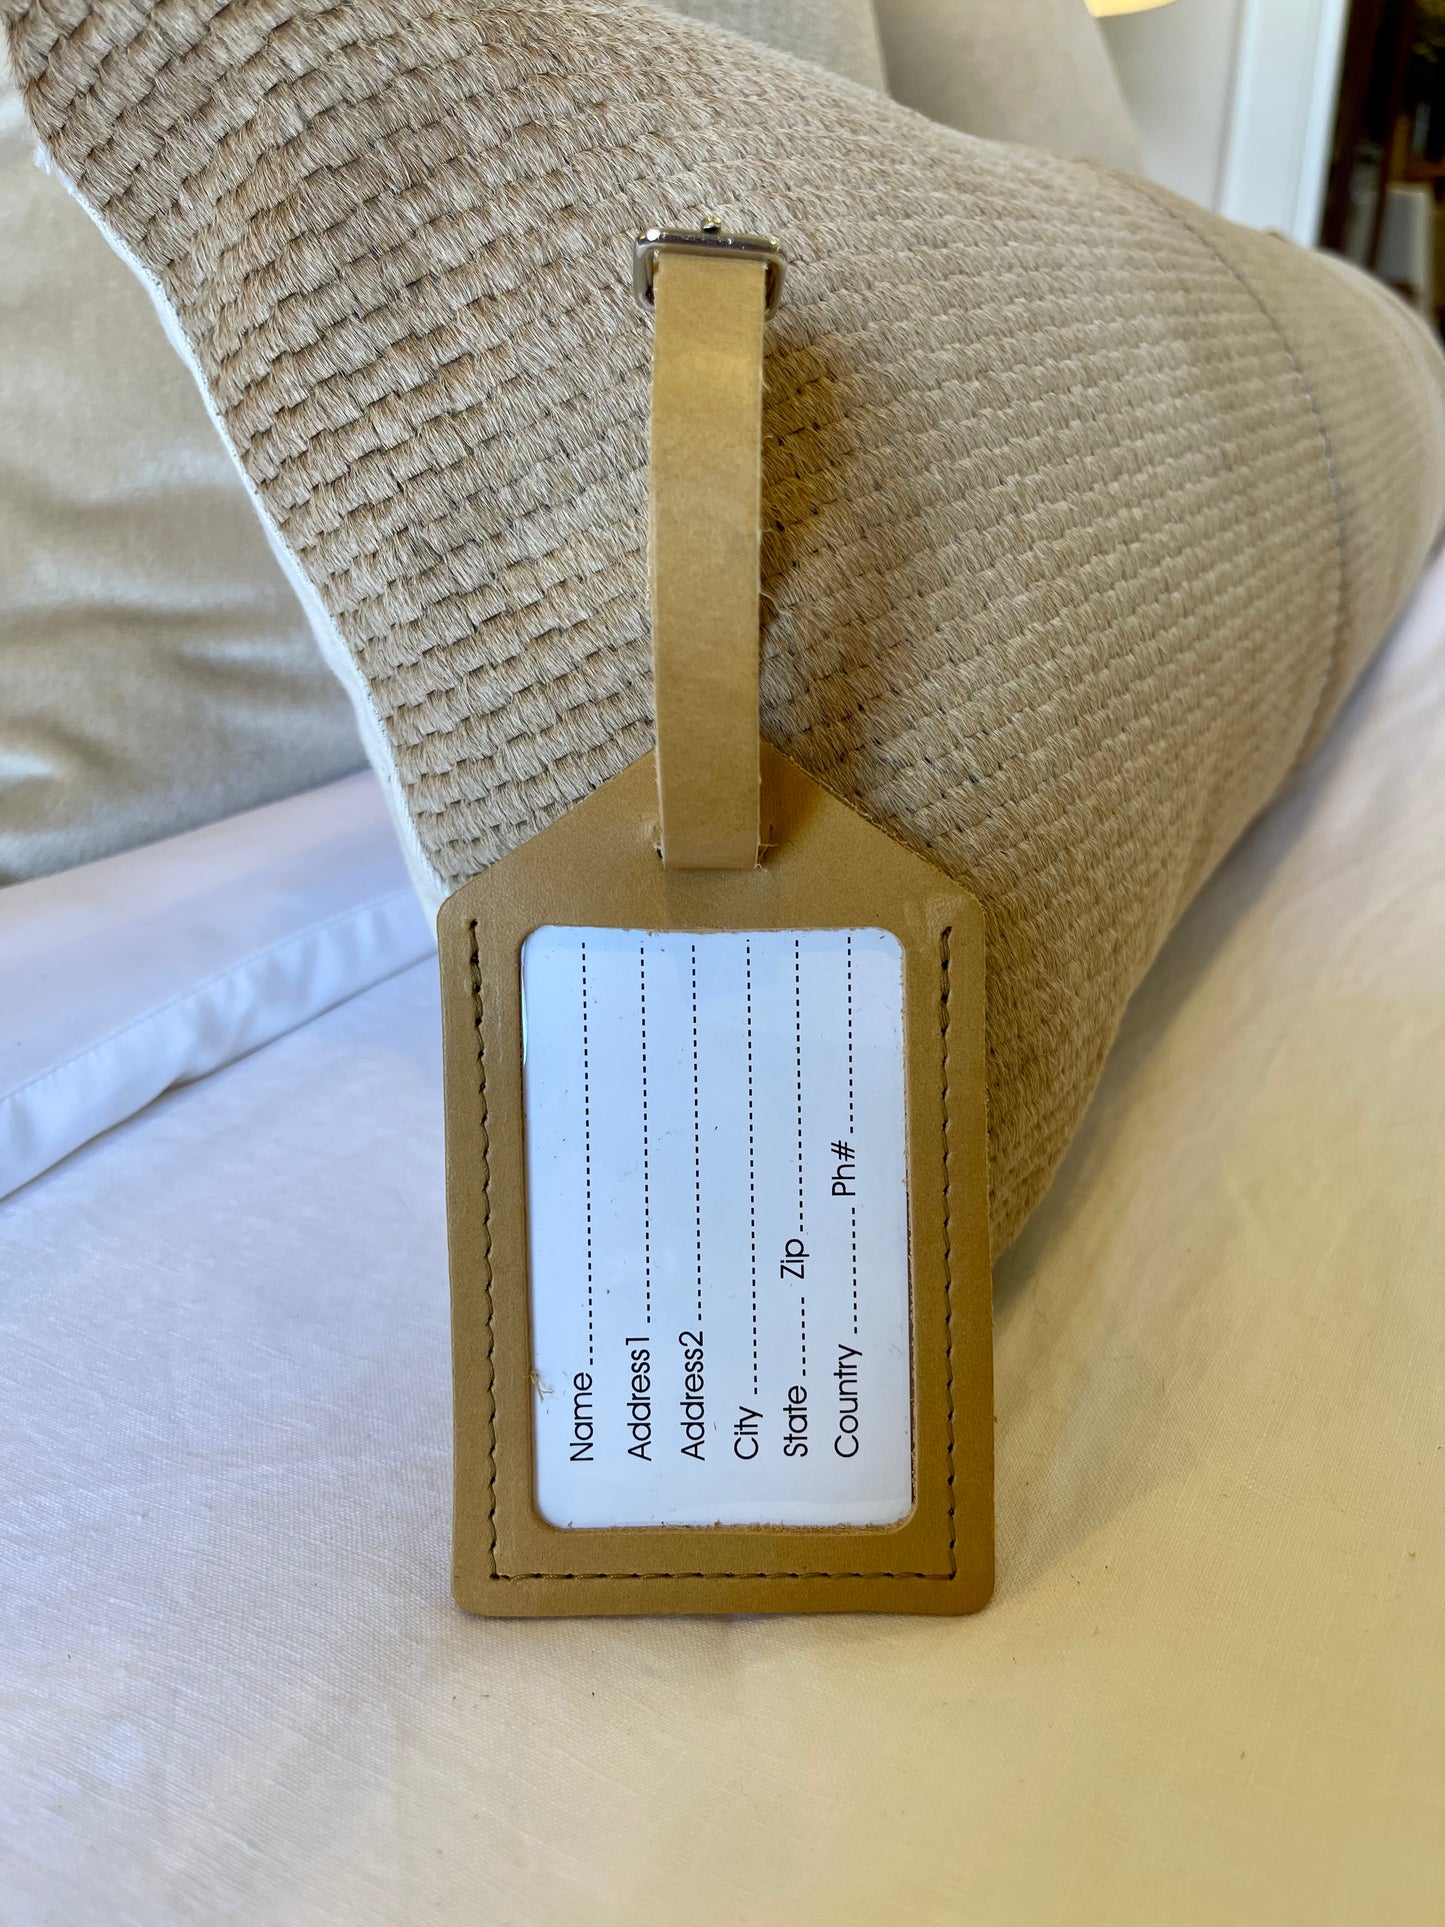 Name
Address1
Address2
City
State Zip
Country Ph#